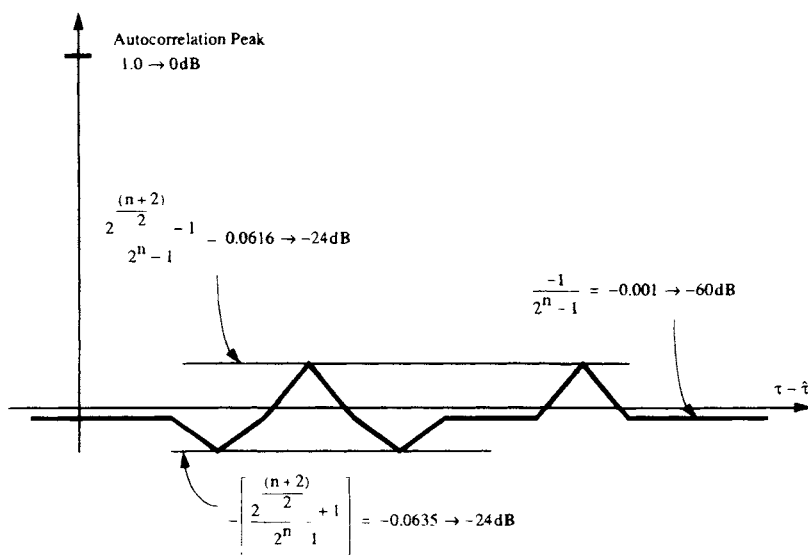 Autocorrelation Peak
1.0 → 0dB
2^((n + 2)/2) - 1
2^n - 1
- 0.0616 → -24dB
-1 / (2^n - 1) = -0.001 → -60dB
τ - τ̂
-[ (2^((n + 2)/2) + 1) / (2^n - 1) ] = -0.0635 → -24dB